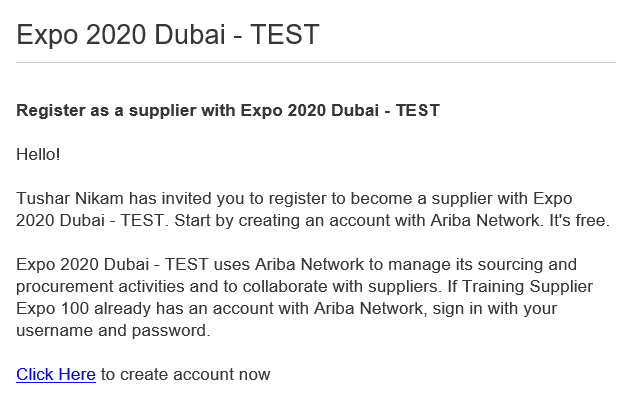 Expo 2020 Dubai - TEST
Register as a supplier with Expo 2020 Dubai - TEST
Hello!
Tushar Nikam has invited you to register to become a supplier with Expo
2020 Dubai - TEST. Start by creating an account with Ariba Network. It's free.
Expo 2020 Dubai - TEST uses Ariba Network to manage its sourcing and
procurement activities and to collaborate with suppliers. If Training Supplier
Expo 100 already has an account with Ariba Network, sign in with your
username and password.
Click Here to create account now